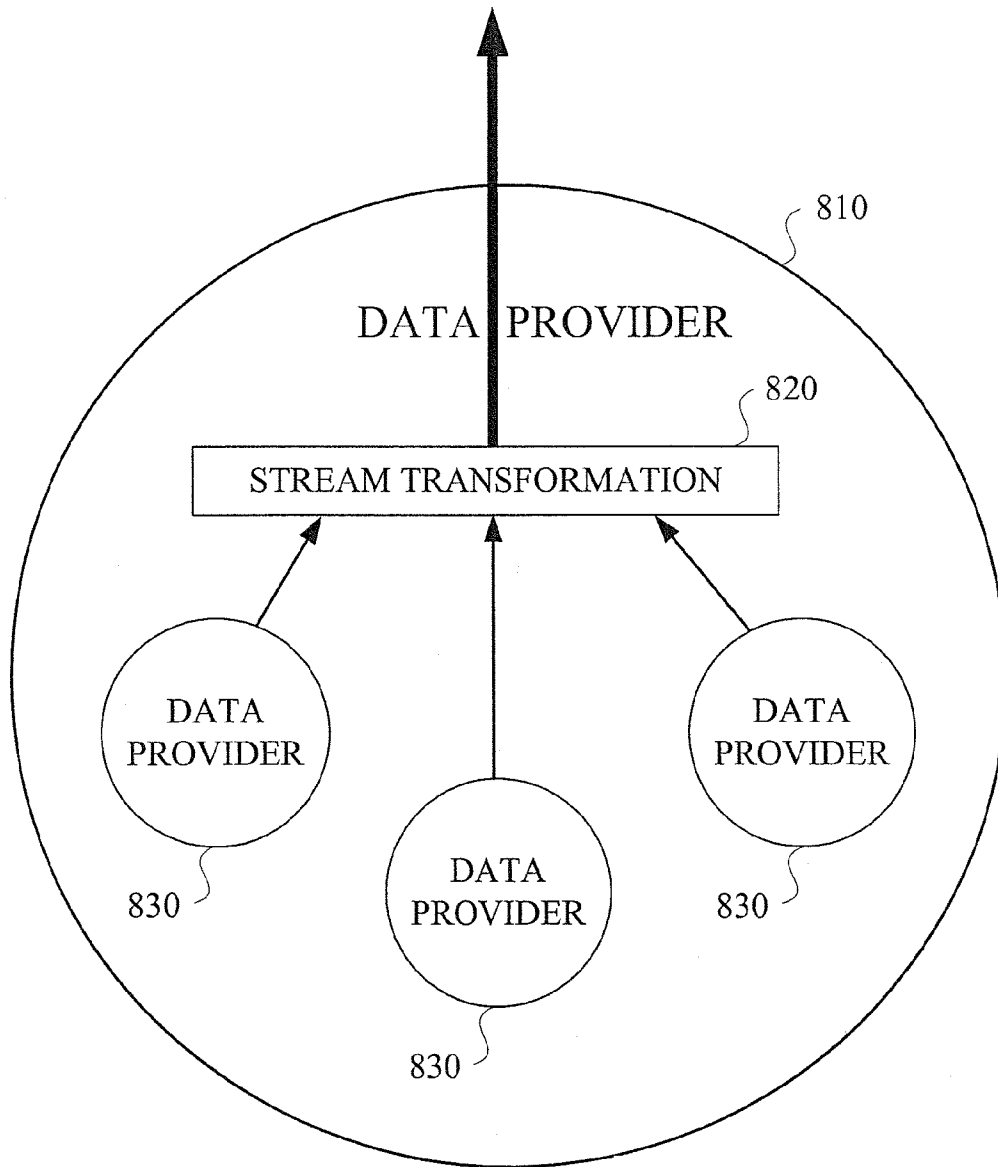 810
DATA PROVIDER
820
STREAM TRANSFORMATION
DATA
PROVIDER
830
DATA
PROVIDER
830
DATA
PROVIDER
830